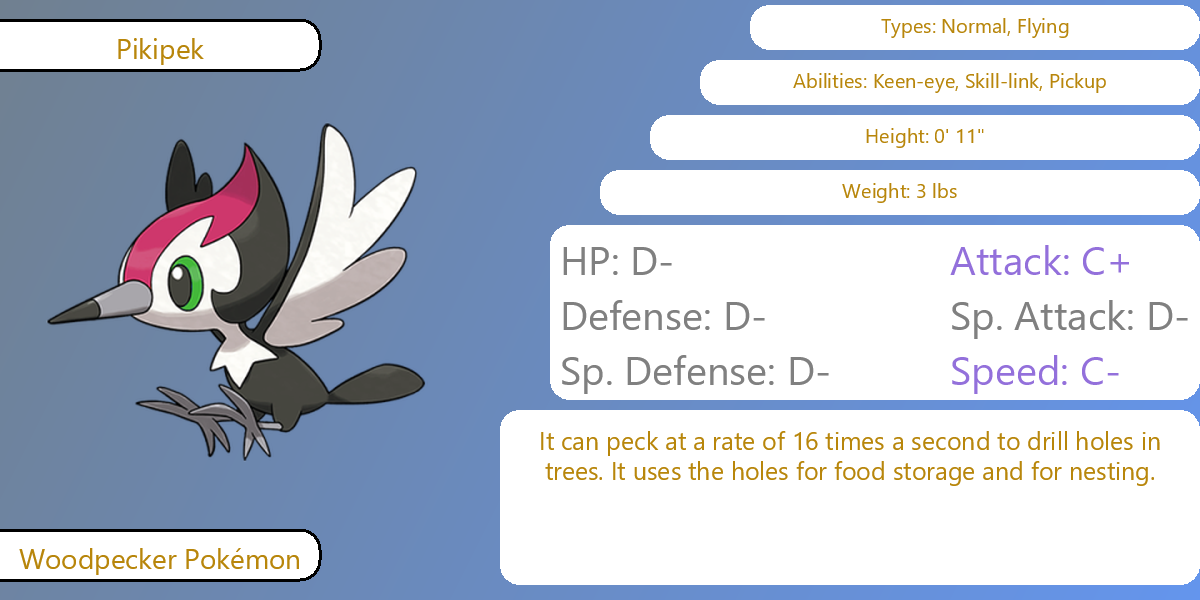 Pikipek
Types: Normal, Flying
Abilities: Keen-eye, Skill-link, Pickup
Height: 0' 11"
Weight: 3 lbs
HP: D-
Attack: C+
Defense: D-
Sp. Attack: D-
Sp. Defense: D-
Speed: C-
It can peck at a rate of 16 times a second to drill holes in
trees. It uses the holes for food storage and for nesting.
Woodpecker Pokémon